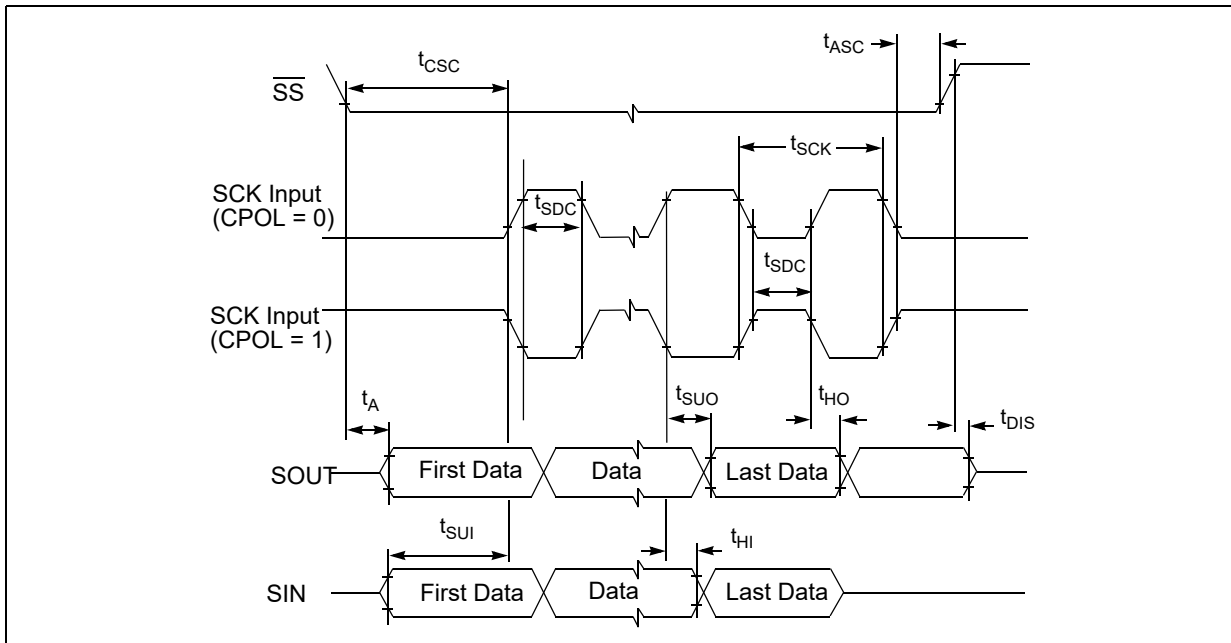 tASC
tCSC
SS
tSCK
SCK Input
(CPOL = 0)
tSDC
tSDC
SCK Input
(CPOL = 1)
tA
tSUO
tHO
tDIS
SOUT
First Data
Data
Last Data
tSUI
tHI
SIN
First Data
Data
Last Data